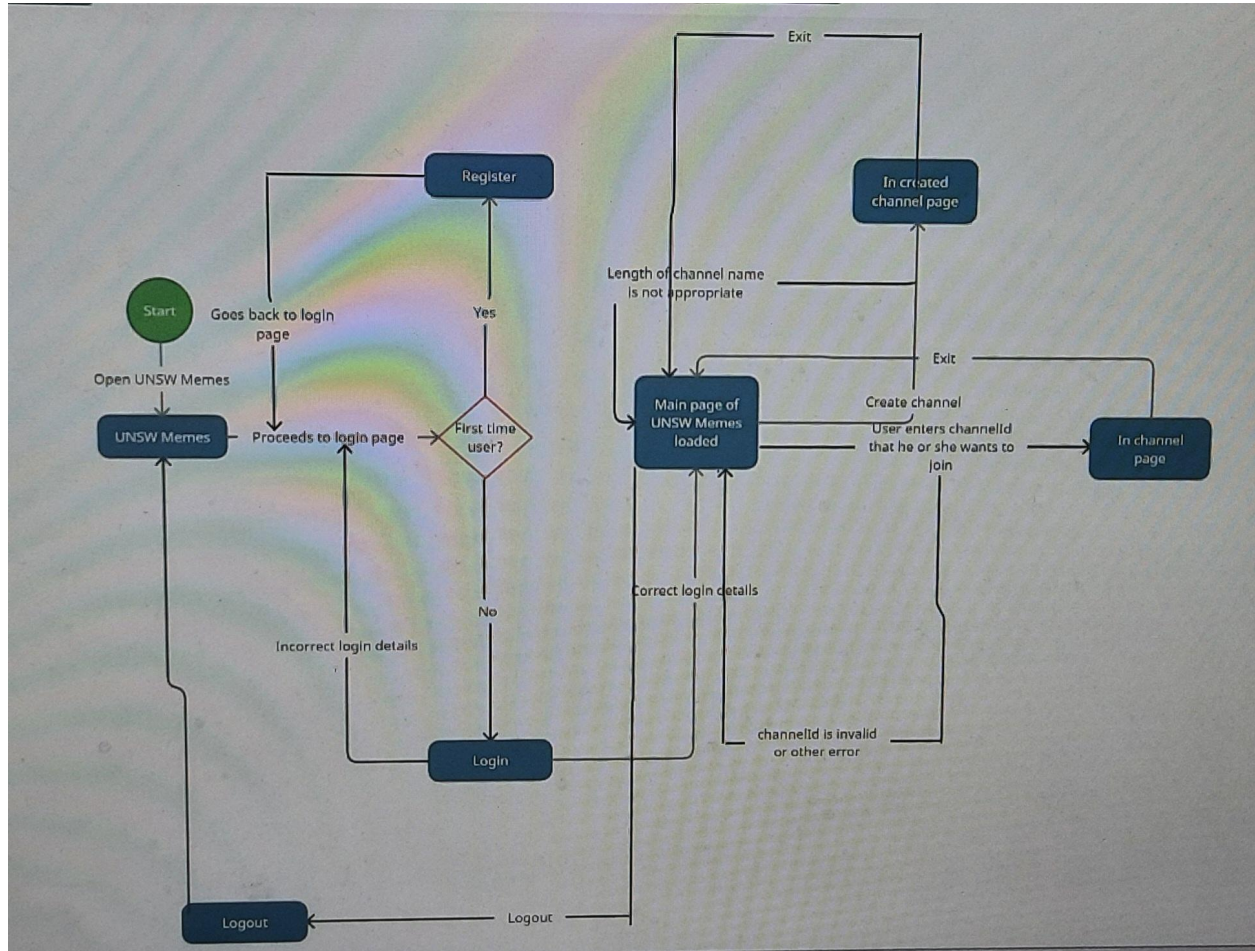 Exit
Register
In created
channel page
Length of channel name
is not appropriate
Start
Goes back to login
page
Yes
Open UNSW Memes
Exit
Main page of
UNSW Memes
loaded
Create channel
UNSW Memes
Proceeds to login page
First time
user?
User enters channelId
that he or she wants to
join
In channel
page
Correct login details
No
Incorrect login details
channelId is invalid
or other error
Login
Logout
Logout